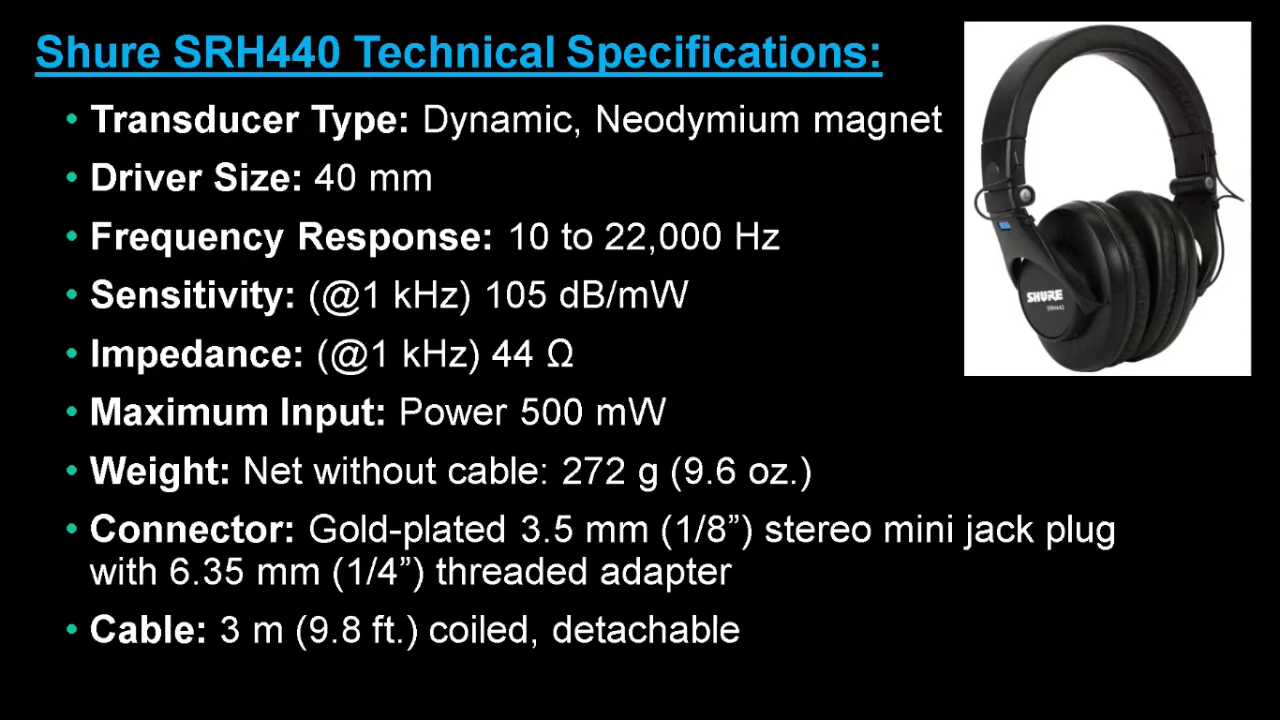 Shure SRH440 Technical Specifications:
• Transducer Type: Dynamic, Neodymium magnet
• Driver Size: 40 mm
• Frequency Response: 10 to 22,000 Hz
• Sensitivity: (@1 kHz) 105 dB/mW
• Impedance: (@1 kHz) 44 Ω
• Maximum Input: Power 500 mW
• Weight: Net without cable: 272 g (9.6 oz.)
• Connector: Gold-plated 3.5 mm (1/8”) stereo mini jack plug
with 6.35 mm (1/4”) threaded adapter
• Cable: 3 m (9.8 ft.) coiled, detachable
SHURE
SRH440